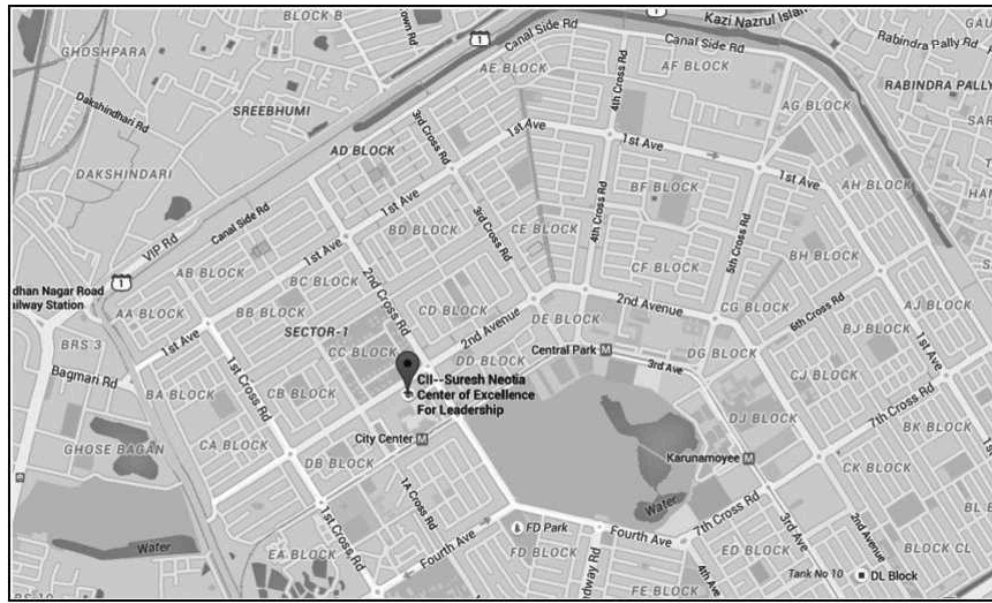 BLOCK B
1
1
Kazi Nazrul Islam
Canal Side Rd
Canal Side Rd
Rabindra Pally Rd
GHOSHPARA
AE BLOCK
AF BLOCK
RABINDRA PALLY
Dakshindhari Rd
SREEBHUMI
3rd Cross Rd
4th Cross Rd
AG BLOCK
1st Ave
1st Ave
AD BLOCK
DAKSHINDARI
1st Ave
AH BLOCK
BF BLOCK
1st Ave
3rd Cross Rd
4th Cross Rd
Canal Side Rd
BD BLOCK
CE BLOCK
5th Cross Rd
VIP Rd
1st Ave
BH BLOCK
AB BLOCK
CF BLOCK
1
BC BLOCK
2nd Cross Rd
dhan Nagar Road
ailway Station
AA BLOCK
BB BLOCK
CD BLOCK
2nd Avenue
CG BLOCK
6th Cross Rd
AJ BLOCK
SECTOR-1
2nd Avenue
DE BLOCK
BJ BLOCK
BRS 3
1st Ave
CC BLOCK
DD BLOCK
Central Park M
DG BLOCK
1st Ave
3rd Ave
Bagmari Rd
CII--Suresh Neotia
Center of Excellence
For Leadership
CJ BLOCK
BA BLOCK
1st Cross Rd
CB BLOCK
7th Cross Rd
DJ BLOCK
BK BLOCK
GHOSE BAGAN
CA BLOCK
City Center M
Karunamoyee M
DB BLOCK
CK BLOCK
1A Cross Rd
Water
7th Cross Rd
1st Cross Rd
FD Park
Fourth Ave
3rd Ave
2nd Avenue
Water
EA BLOCK
Fourth Ave
FD BLOCK
ED BLOCK
BLOCK CL
4th Ave
Tank No 10
DL Block
FE BLOCK